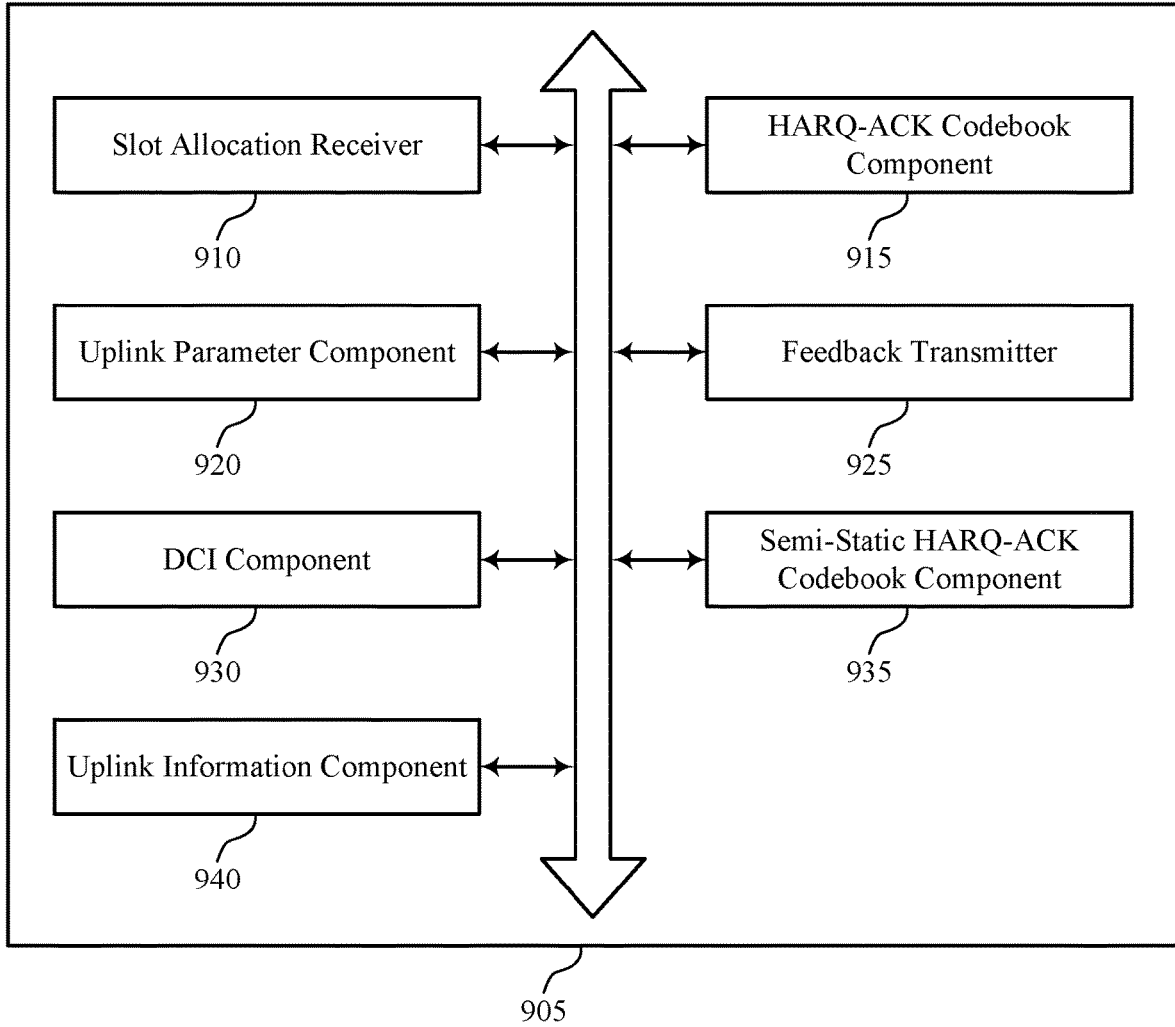 Slot Allocation Receiver
910
HARQ-ACK Codebook
Component
915
Uplink Parameter Component
920
Feedback Transmitter
925
DCI Component
930
Semi-Static HARQ-ACK
Codebook Component
935
Uplink Information Component
940
905